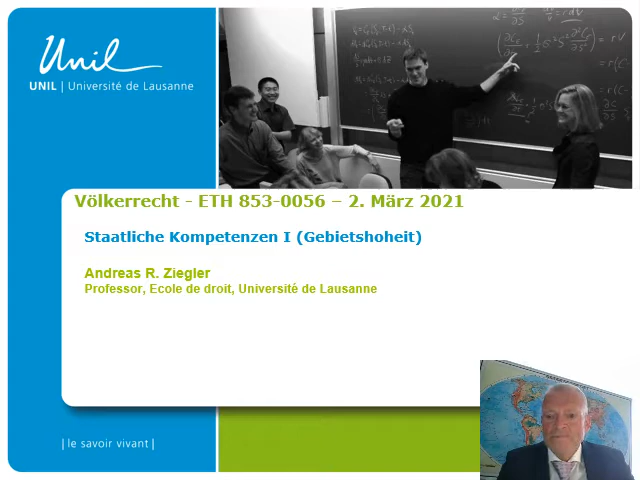 Unil
UNIL | Université de Lausanne
Völkerrecht - ETH 853-0056 – 2. März 2021
Staatliche Kompetenzen I (Gebietshoheit)
Andreas R. Ziegler
Professor, Ecole de droit, Université de Lausanne
| le savoir vivant |